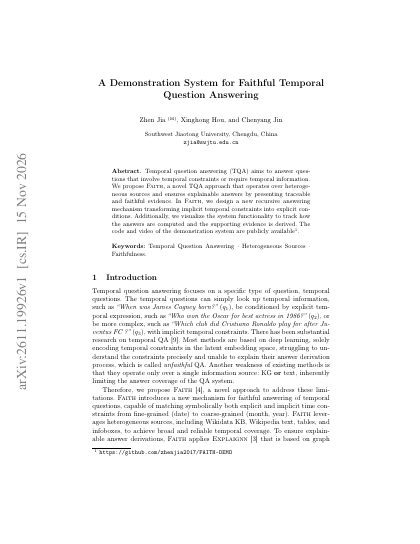 A Demonstration System for Faithful Temporal
Question Answering
Zhen Jia (✉), Xinghong Hou, and Chenyang Jin
Southwest Jiaotong University, Chengdu, China
zjia@swjtu.edu.cn
Abstract. Temporal question answering (TQA) aims to answer ques-
tions that involve temporal constraints or require temporal information.
We propose Faith, a novel TQA approach that operates over heteroge-
neous sources and ensures explainable answers by presenting traceable
and faithful evidence. In Faith, we design a new recursive answering
mechanism transforming implicit temporal constraints into explicit con-
ditions. Additionally, we visualize the system functionality to track how
the answers are computed and the supporting evidence is derived. The
code and video of the demonstration system are publicly available¹.
Keywords: Temporal Question Answering · Heterogeneous Sources ·
Faithfulness.
1 Introduction
Temporal question answering focuses on a specific type of question, temporal
questions. The temporal questions can simply look up temporal information,
such as "When was James Cagney born?" (q₁), be conditioned by explicit tem-
poral expression, such as "Who won the Oscar for best actress in 1986?" (q₂), or
be more complex, such as "Which club did Cristiano Ronaldo play for after Ju-
ventus FC ?" (q₃), with implicit temporal constraints. There has been substantial
research on temporal QA [9]. Most methods are based on deep learning, solely
encoding temporal constraints in the latent embedding space, struggling to un-
derstand the constraints precisely and unable to explain their answer derivation
process, which is called unfaithful QA. Another weakness of existing methods is
that they operate only over a single information source: KG or text, inherently
limiting the answer coverage of the QA system.
Therefore, we propose Faith [4], a novel approach to address these limi-
tations. Faith introduces a new mechanism for faithful answering of temporal
questions, capable of matching symbolically both explicit and implicit time con-
straints from fine-grained (date) to coarse-grained (month, year). Faith lever-
ages heterogeneous sources, including Wikidata KB, Wikipedia text, tables, and
infoboxes, to achieve broad and reliable temporal coverage. To ensure explain-
able answer derivations, Faith applies Explaignn [3] that is based on graph
¹ https://github.com/zhenjia2017/FAITH-DEMO
arXiv:2611.19926v1 [cs.IR] 15 Nov 2026